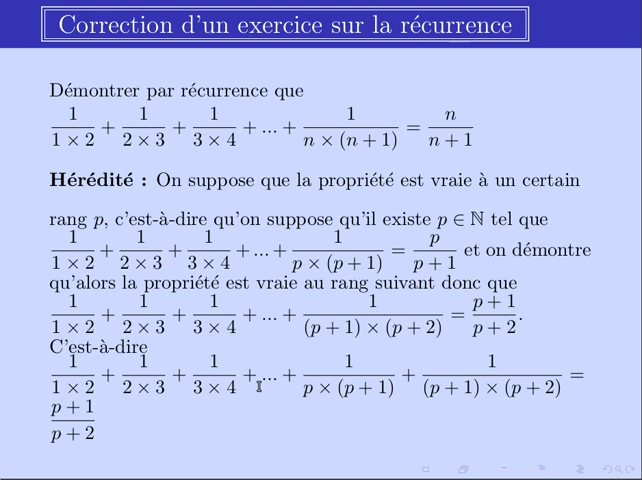 Correction d'un exercice sur la récurrence
Démontrer par récurrence que
1/(1 × 2) + 1/(2 × 3) + 1/(3 × 4) + ... + 1/(n × (n + 1)) = n/(n + 1)
Hérédité : On suppose que la propriété est vraie à un certain
rang p, c'est-à-dire qu'on suppose qu'il existe p ∈ ℕ tel que
1/(1 × 2) + 1/(2 × 3) + 1/(3 × 4) + ... + 1/(p × (p + 1)) = p/(p + 1) et on démontre
qu'alors la propriété est vraie au rang suivant donc que
1/(1 × 2) + 1/(2 × 3) + 1/(3 × 4) + ... + 1/((p + 1) × (p + 2)) = (p + 1)/(p + 2).
C'est-à-dire
1/(1 × 2) + 1/(2 × 3) + 1/(3 × 4) + ... + 1/(p × (p + 1)) + 1/((p + 1) × (p + 2)) =
(p + 1)/(p + 2)